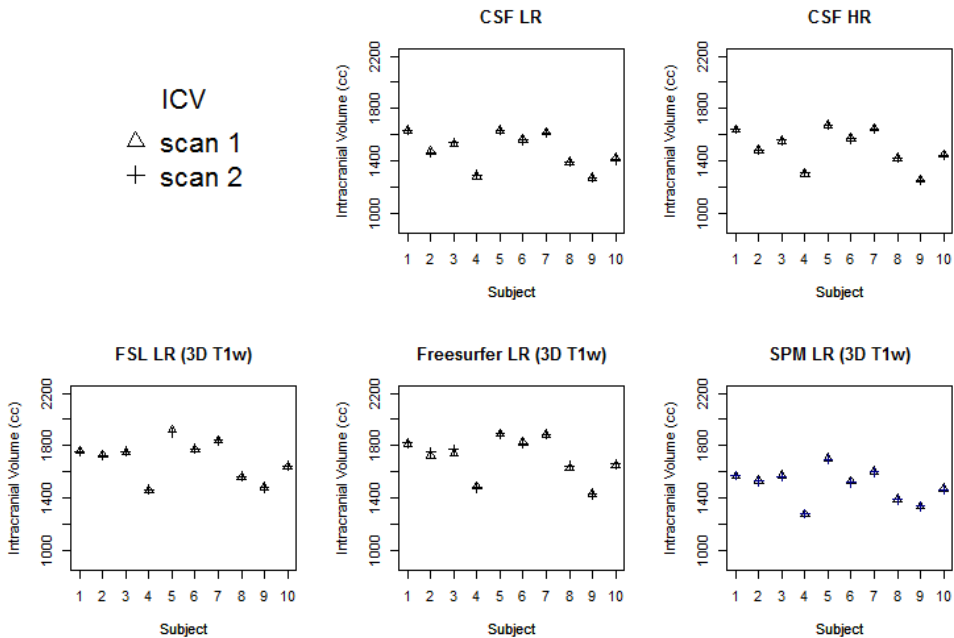 CSF LR
CSF HR
ICV
scan 1
scan 2
Intracranial Volume (cc)
2200
1800
1400
1000
1 2 3 4 5 6 7 8 9 10
Subject
Intracranial Volume (cc)
2200
1800
1400
1000
1 2 3 4 5 6 7 8 9 10
Subject
FSL LR (3D T1w)
Freesurfer LR (3D T1w)
SPM LR (3D T1w)
Intracranial Volume (cc)
2200
1800
1400
1000
1 2 3 4 5 6 7 8 9 10
Subject
Intracranial Volume (cc)
2200
1800
1400
1000
1 2 3 4 5 6 7 8 9 10
Subject
Intracranial Volume (cc)
2200
1800
1400
1000
1 2 3 4 5 6 7 8 9 10
Subject